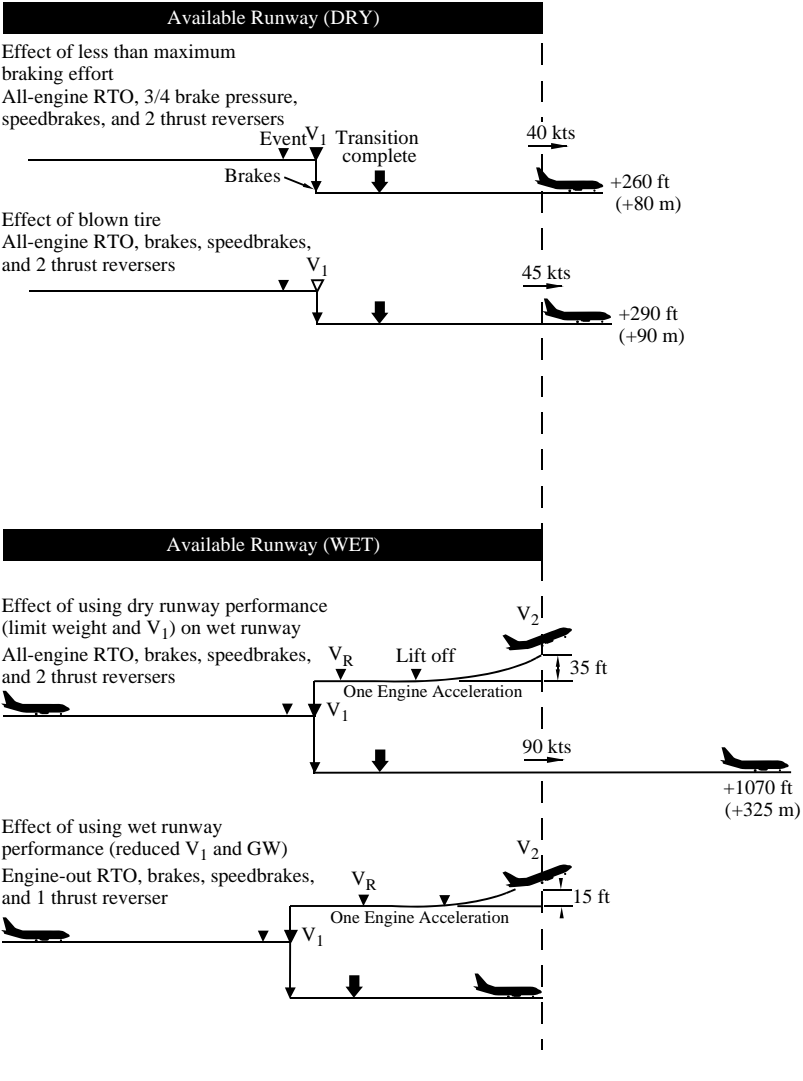 Available Runway (DRY)
Effect of less than maximum
braking effort
All-engine RTO, 3/4 brake pressure,
speedbrakes, and 2 thrust reversers
Event V1 Transition
complete
40 kts
Brakes
+260 ft
(+80 m)
Effect of blown tire
All-engine RTO, brakes, speedbrakes,
and 2 thrust reversers
V1
45 kts
+290 ft
(+90 m)
Available Runway (WET)
Effect of using dry runway performance
(limit weight and V1) on wet runway
All-engine RTO, brakes, speedbrakes,
and 2 thrust reversers
V2
VR
Lift off
35 ft
One Engine Acceleration
V1
90 kts
+1070 ft
(+325 m)
Effect of using wet runway
performance (reduced V1 and GW)
Engine-out RTO, brakes, speedbrakes,
and 1 thrust reverser
V2
VR
15 ft
One Engine Acceleration
V1